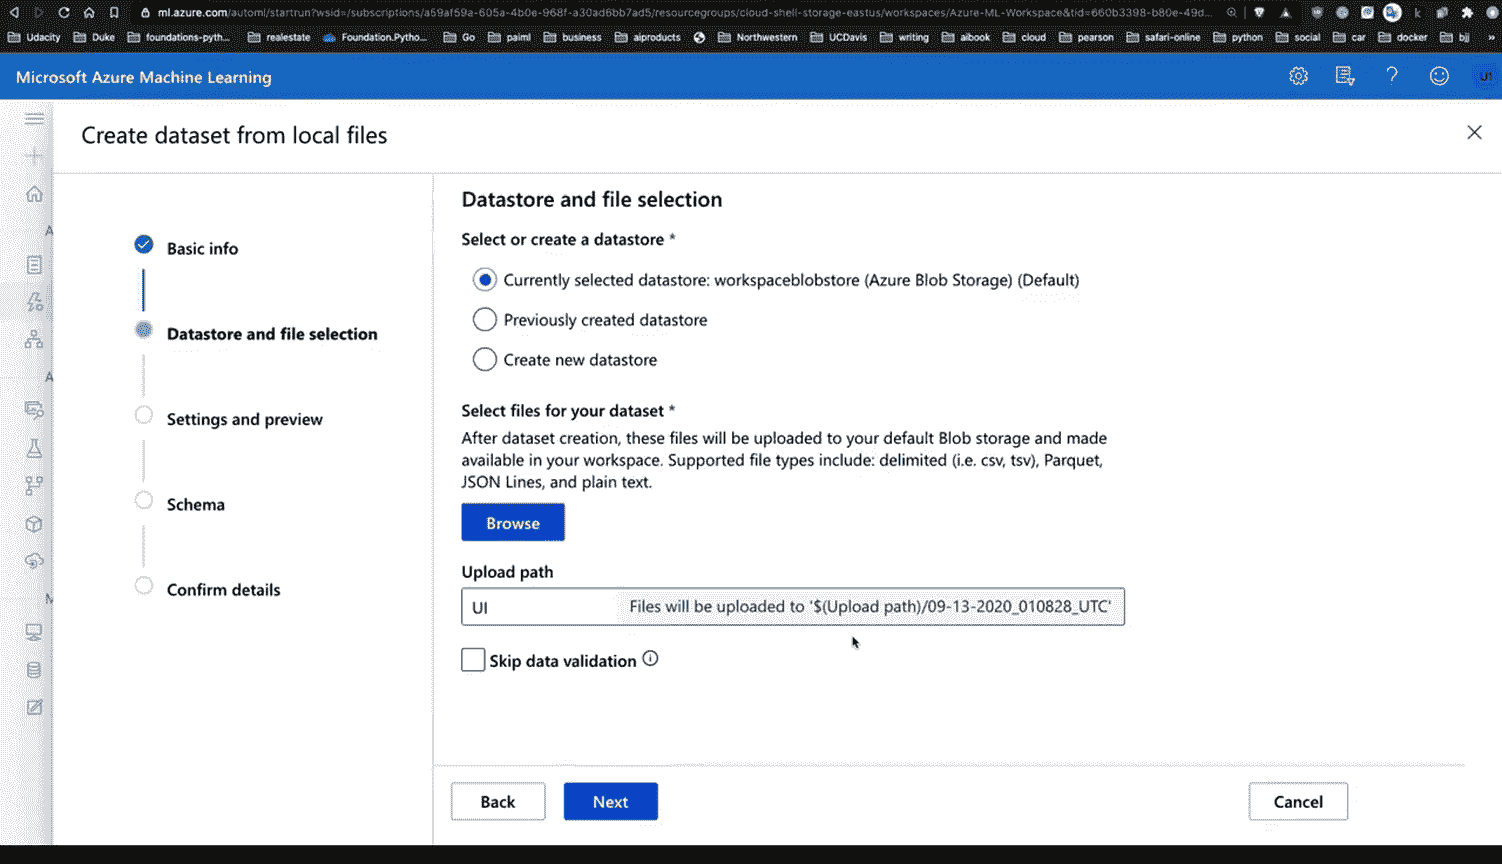 ml.azure.com/automl/startrun?wsid=/subscriptions/a59af59a-605a-4b0e-968f-a30ad6bb7ad5/resourcegroups/cloud-shell-storage-eastus/workspaces/Azure-ML-Workspace&tid=660b3398-b80e-49d...
Udacity Duke foundations-pyth... realestate Foundation.Pytho... Go paiml business aiproducts Northwestern UCDavis writing aibook cloud pearson safari-online python social car docker bjj »
Microsoft Azure Machine Learning
U1
Create dataset from local files
Basic info
Datastore and file selection
Settings and preview
Schema
Confirm details
Datastore and file selection
Select or create a datastore *
Currently selected datastore: workspaceblobstore (Azure Blob Storage) (Default)
Previously created datastore
Create new datastore
Select files for your dataset *
After dataset creation, these files will be uploaded to your default Blob storage and made
available in your workspace. Supported file types include: delimited (i.e. csv, tsv), Parquet,
JSON Lines, and plain text.
Browse
Upload path
UI Files will be uploaded to '$(Upload path)/09-13-2020_010828_UTC'
Skip data validation
Back Next Cancel